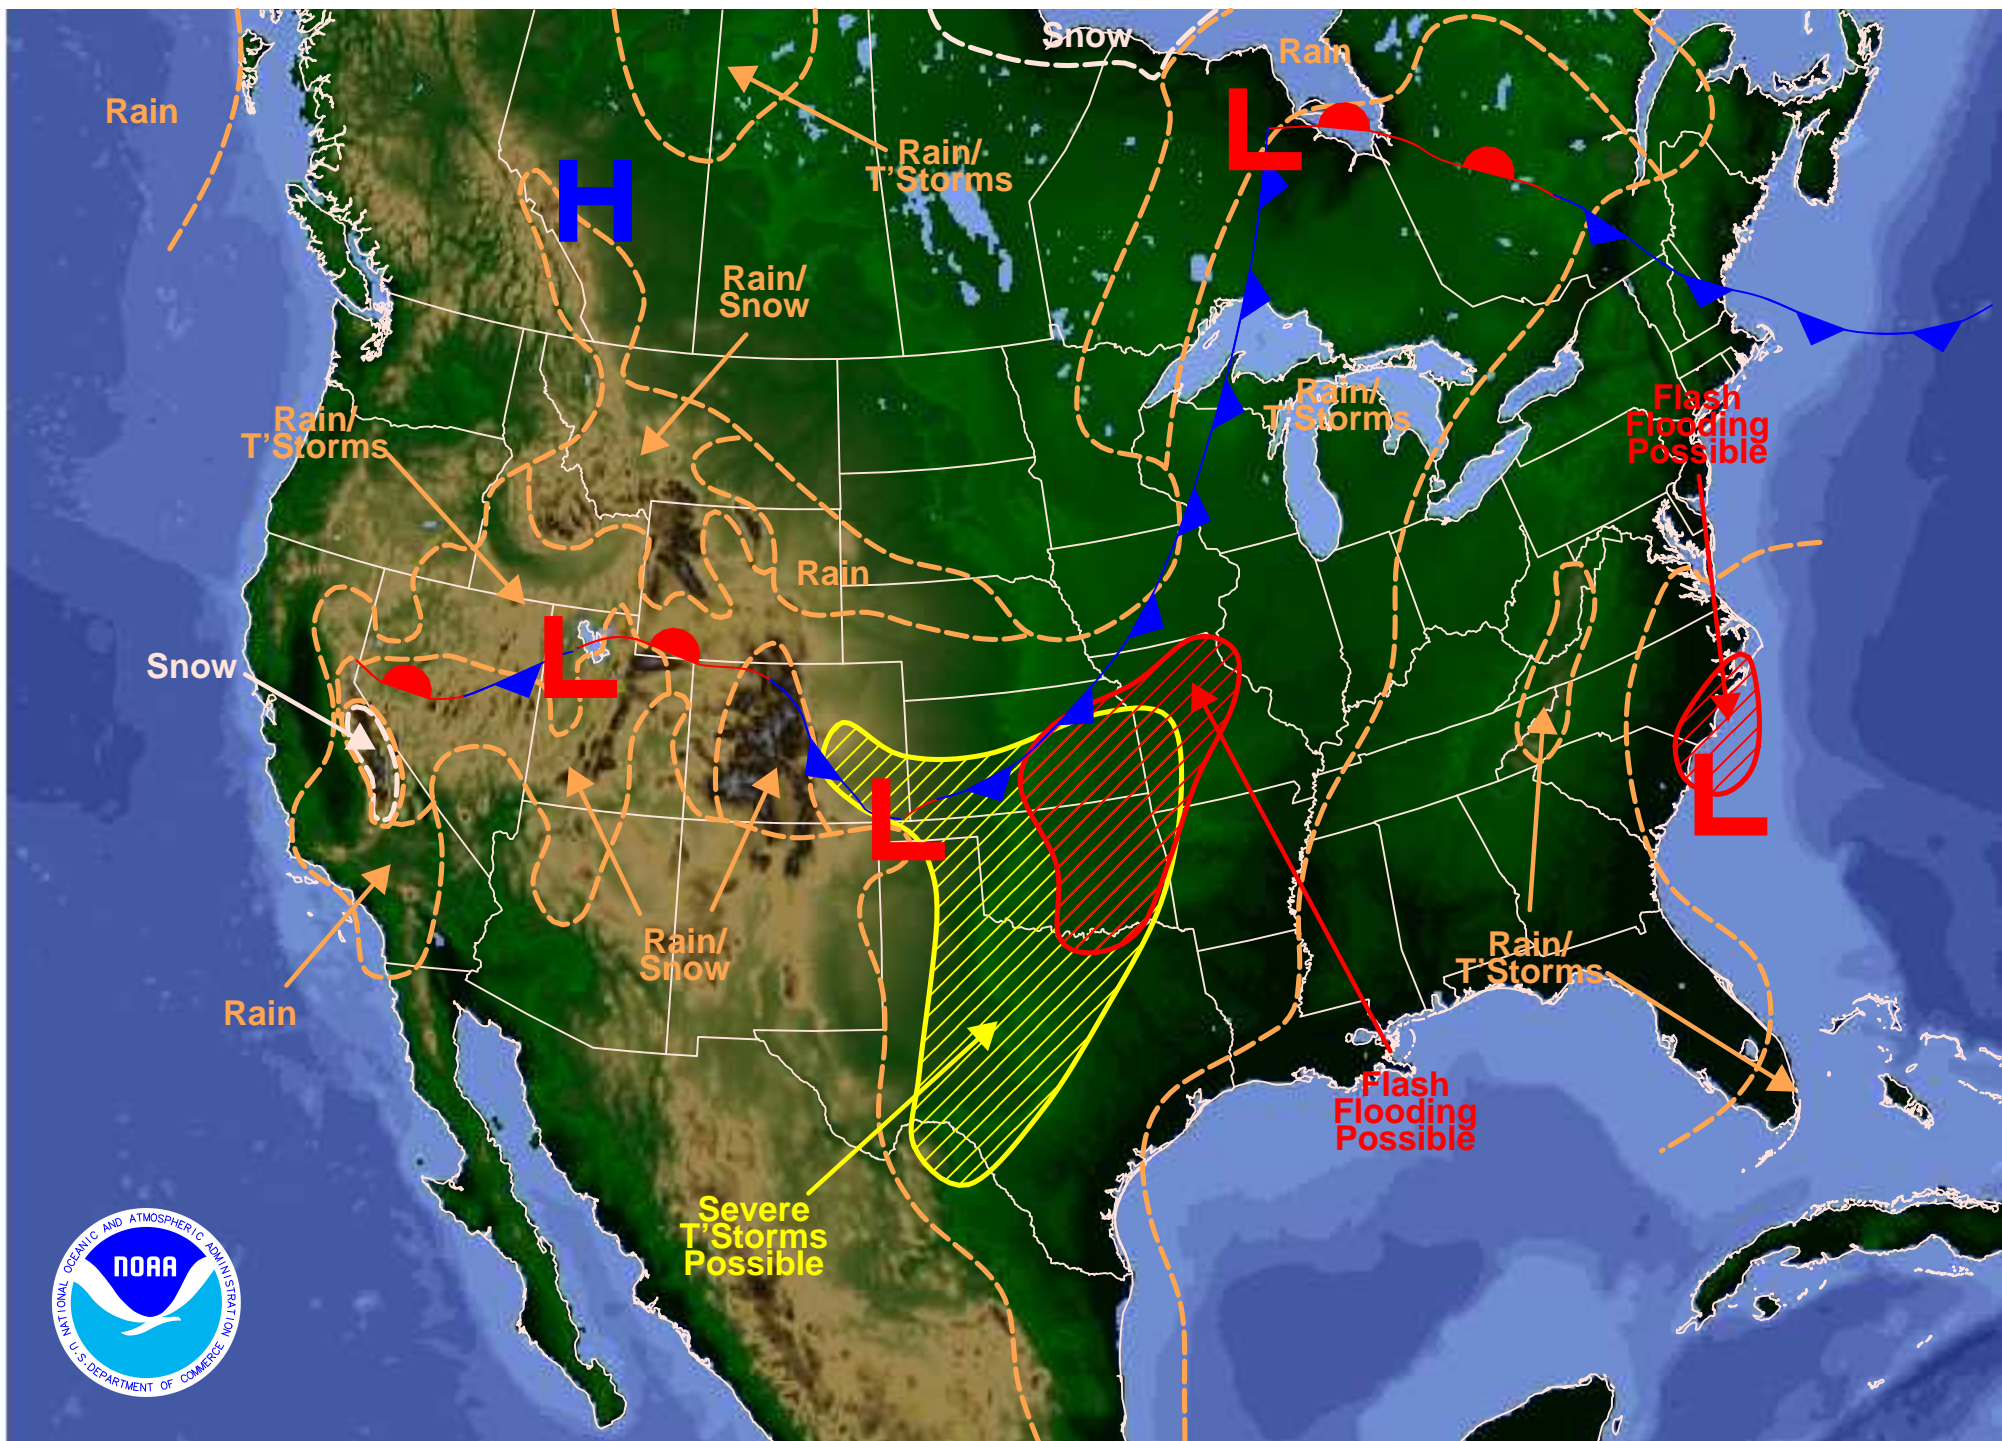 Snow
Rain
Rain
Rain/
T'Storms
H
L
Rain/
Snow
Rain/
T'Storms
Rain/
T'Storms
Flash
Flooding
Possible
Rain
Snow
L
L
L
Rain/
Snow
Rain
Rain/
T'Storms
Flash
Flooding
Possible
Severe
T'Storms
Possible
NATIONAL OCEANIC AND ATMOSPHERIC ADMINISTRATION
NOAA
U.S. DEPARTMENT OF COMMERCE